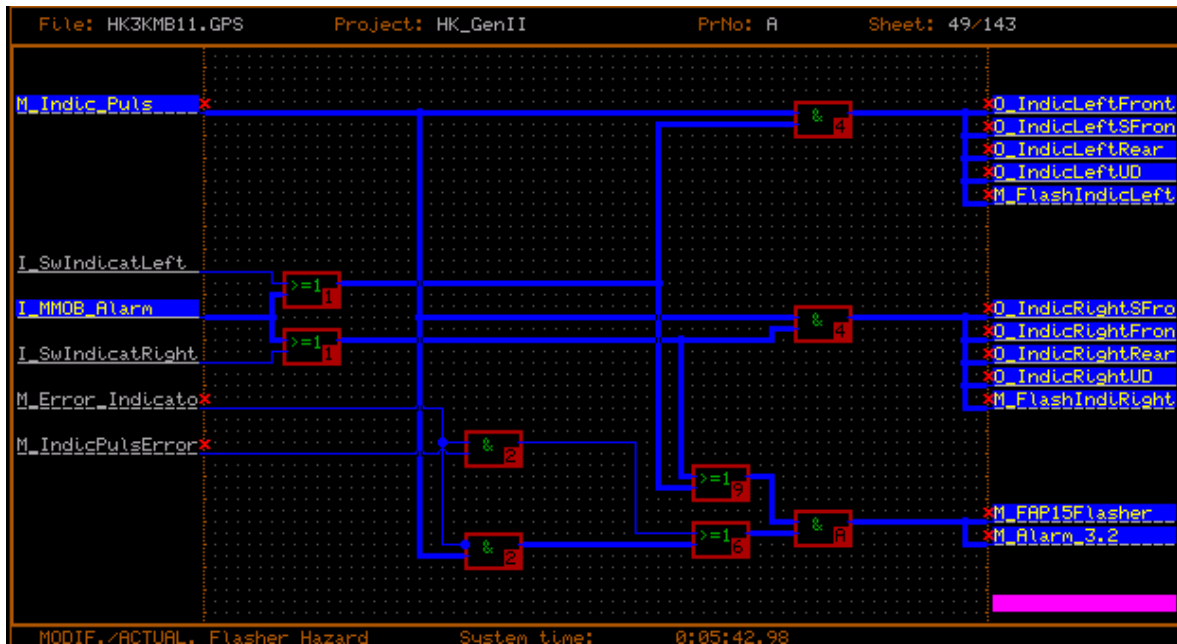 File: HK3KMB11.GPS Project: HK_GenII PrNo: A Sheet: 49/143
M_Indic_Puls
& 4
O_IndicLeftFront
O_IndicLeftSFron
O_IndicLeftRear
O_IndicLeftUD
M_FlashIndicLeft
I_SwIndicatLeft
>=1 1
I_MMOB_Alarm
& 4
O_IndicRightSFro
O_IndicRightFron
>=1 1
I_SwIndicatRight
O_IndicRightRear
O_IndicRightUD
M_Error_Indicato
M_FlashIndiRight
M_IndicPulsError
& 2
>=1 9
M_FAP15Flasher
& A
M_Alarm_3.2
>=1 6
& 2
MODIF./ACTUAL. Flasher Hazard System time: 0:05:42.98